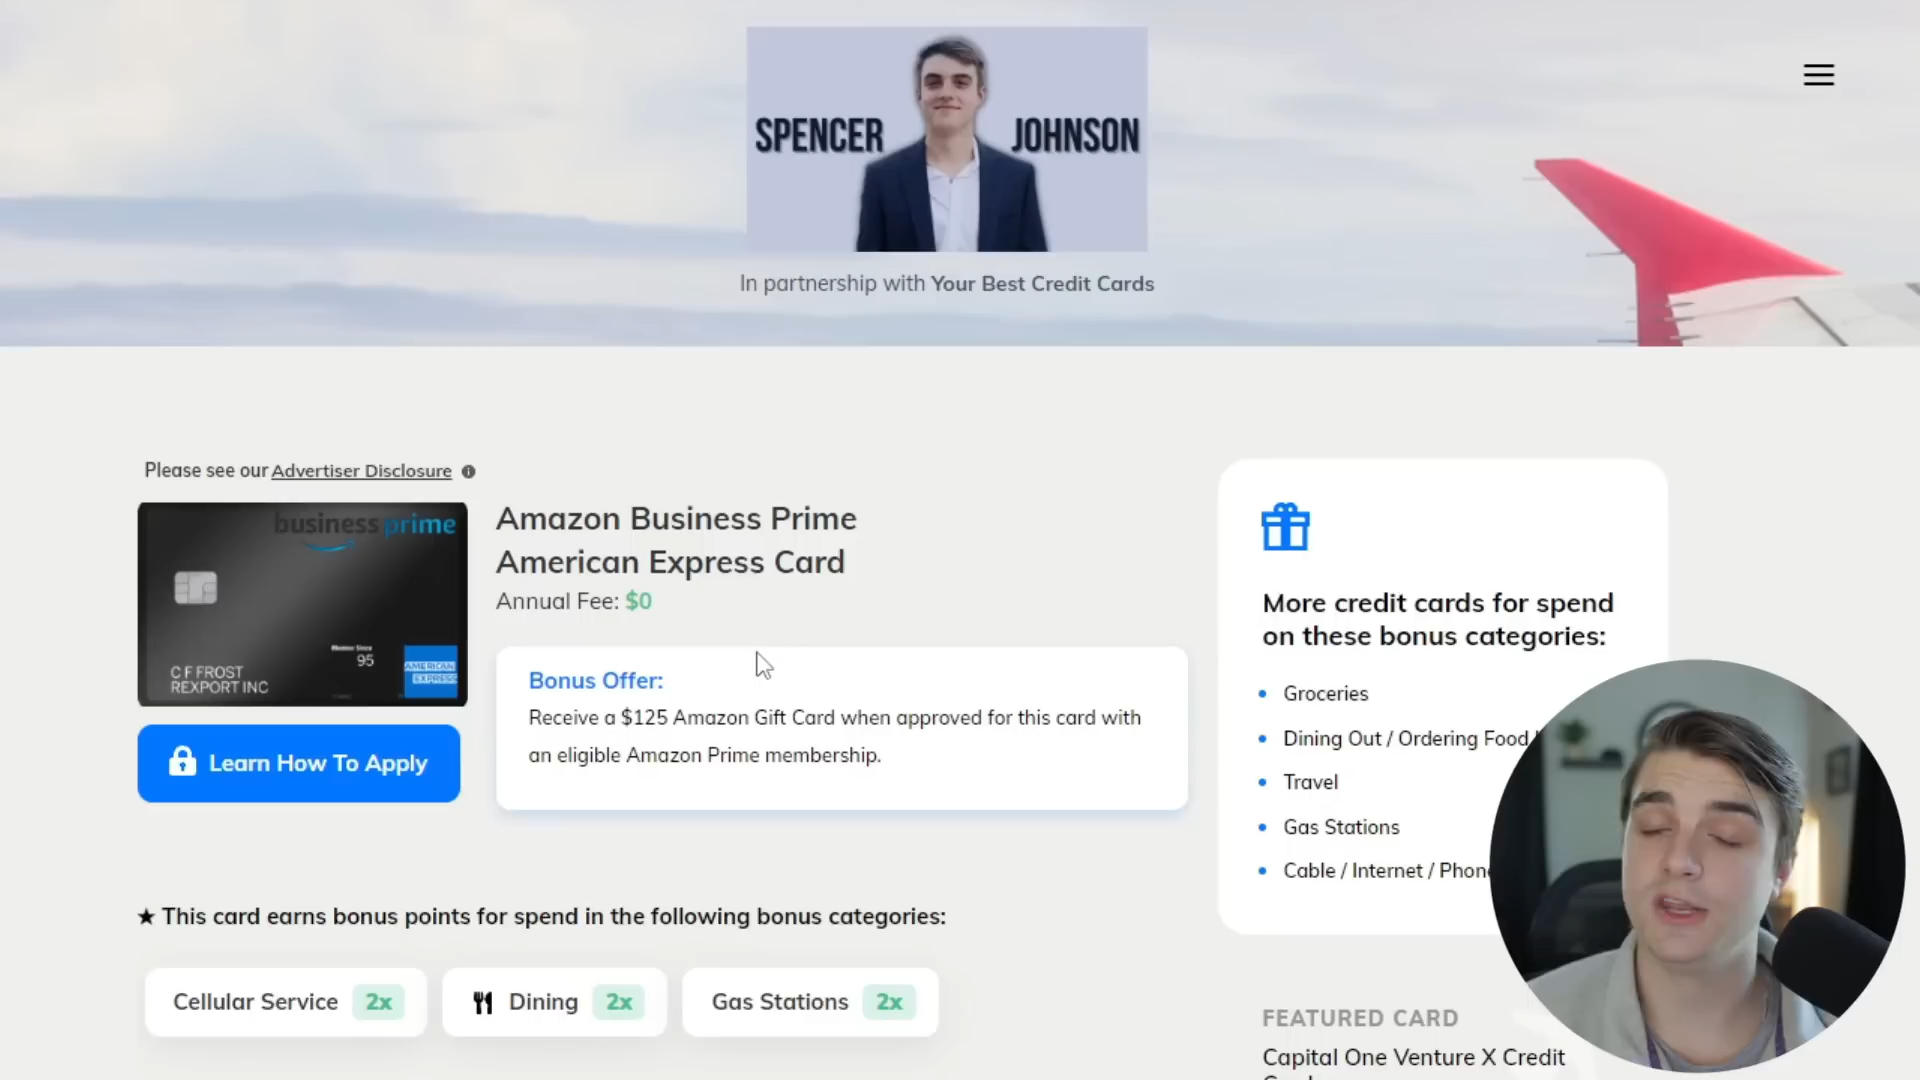 SPENCER JOHNSON
In partnership with Your Best Credit Cards
Please see our Advertiser Disclosure
business prime
Member Since
95
C F FROST
REXPORT INC
AMERICAN
EXPRESS
Learn How To Apply
Amazon Business Prime
American Express Card
Annual Fee: $0
Bonus Offer:
Receive a $125 Amazon Gift Card when approved for this card with
an eligible Amazon Prime membership.
★ This card earns bonus points for spend in the following bonus categories:
Cellular Service 2x
Dining 2x
Gas Stations 2x
More credit cards for spend
on these bonus categories:
• Groceries
• Dining Out / Ordering Food
• Travel
• Gas Stations
• Cable / Internet / Phon
FEATURED CARD
Capital One Venture X Credit